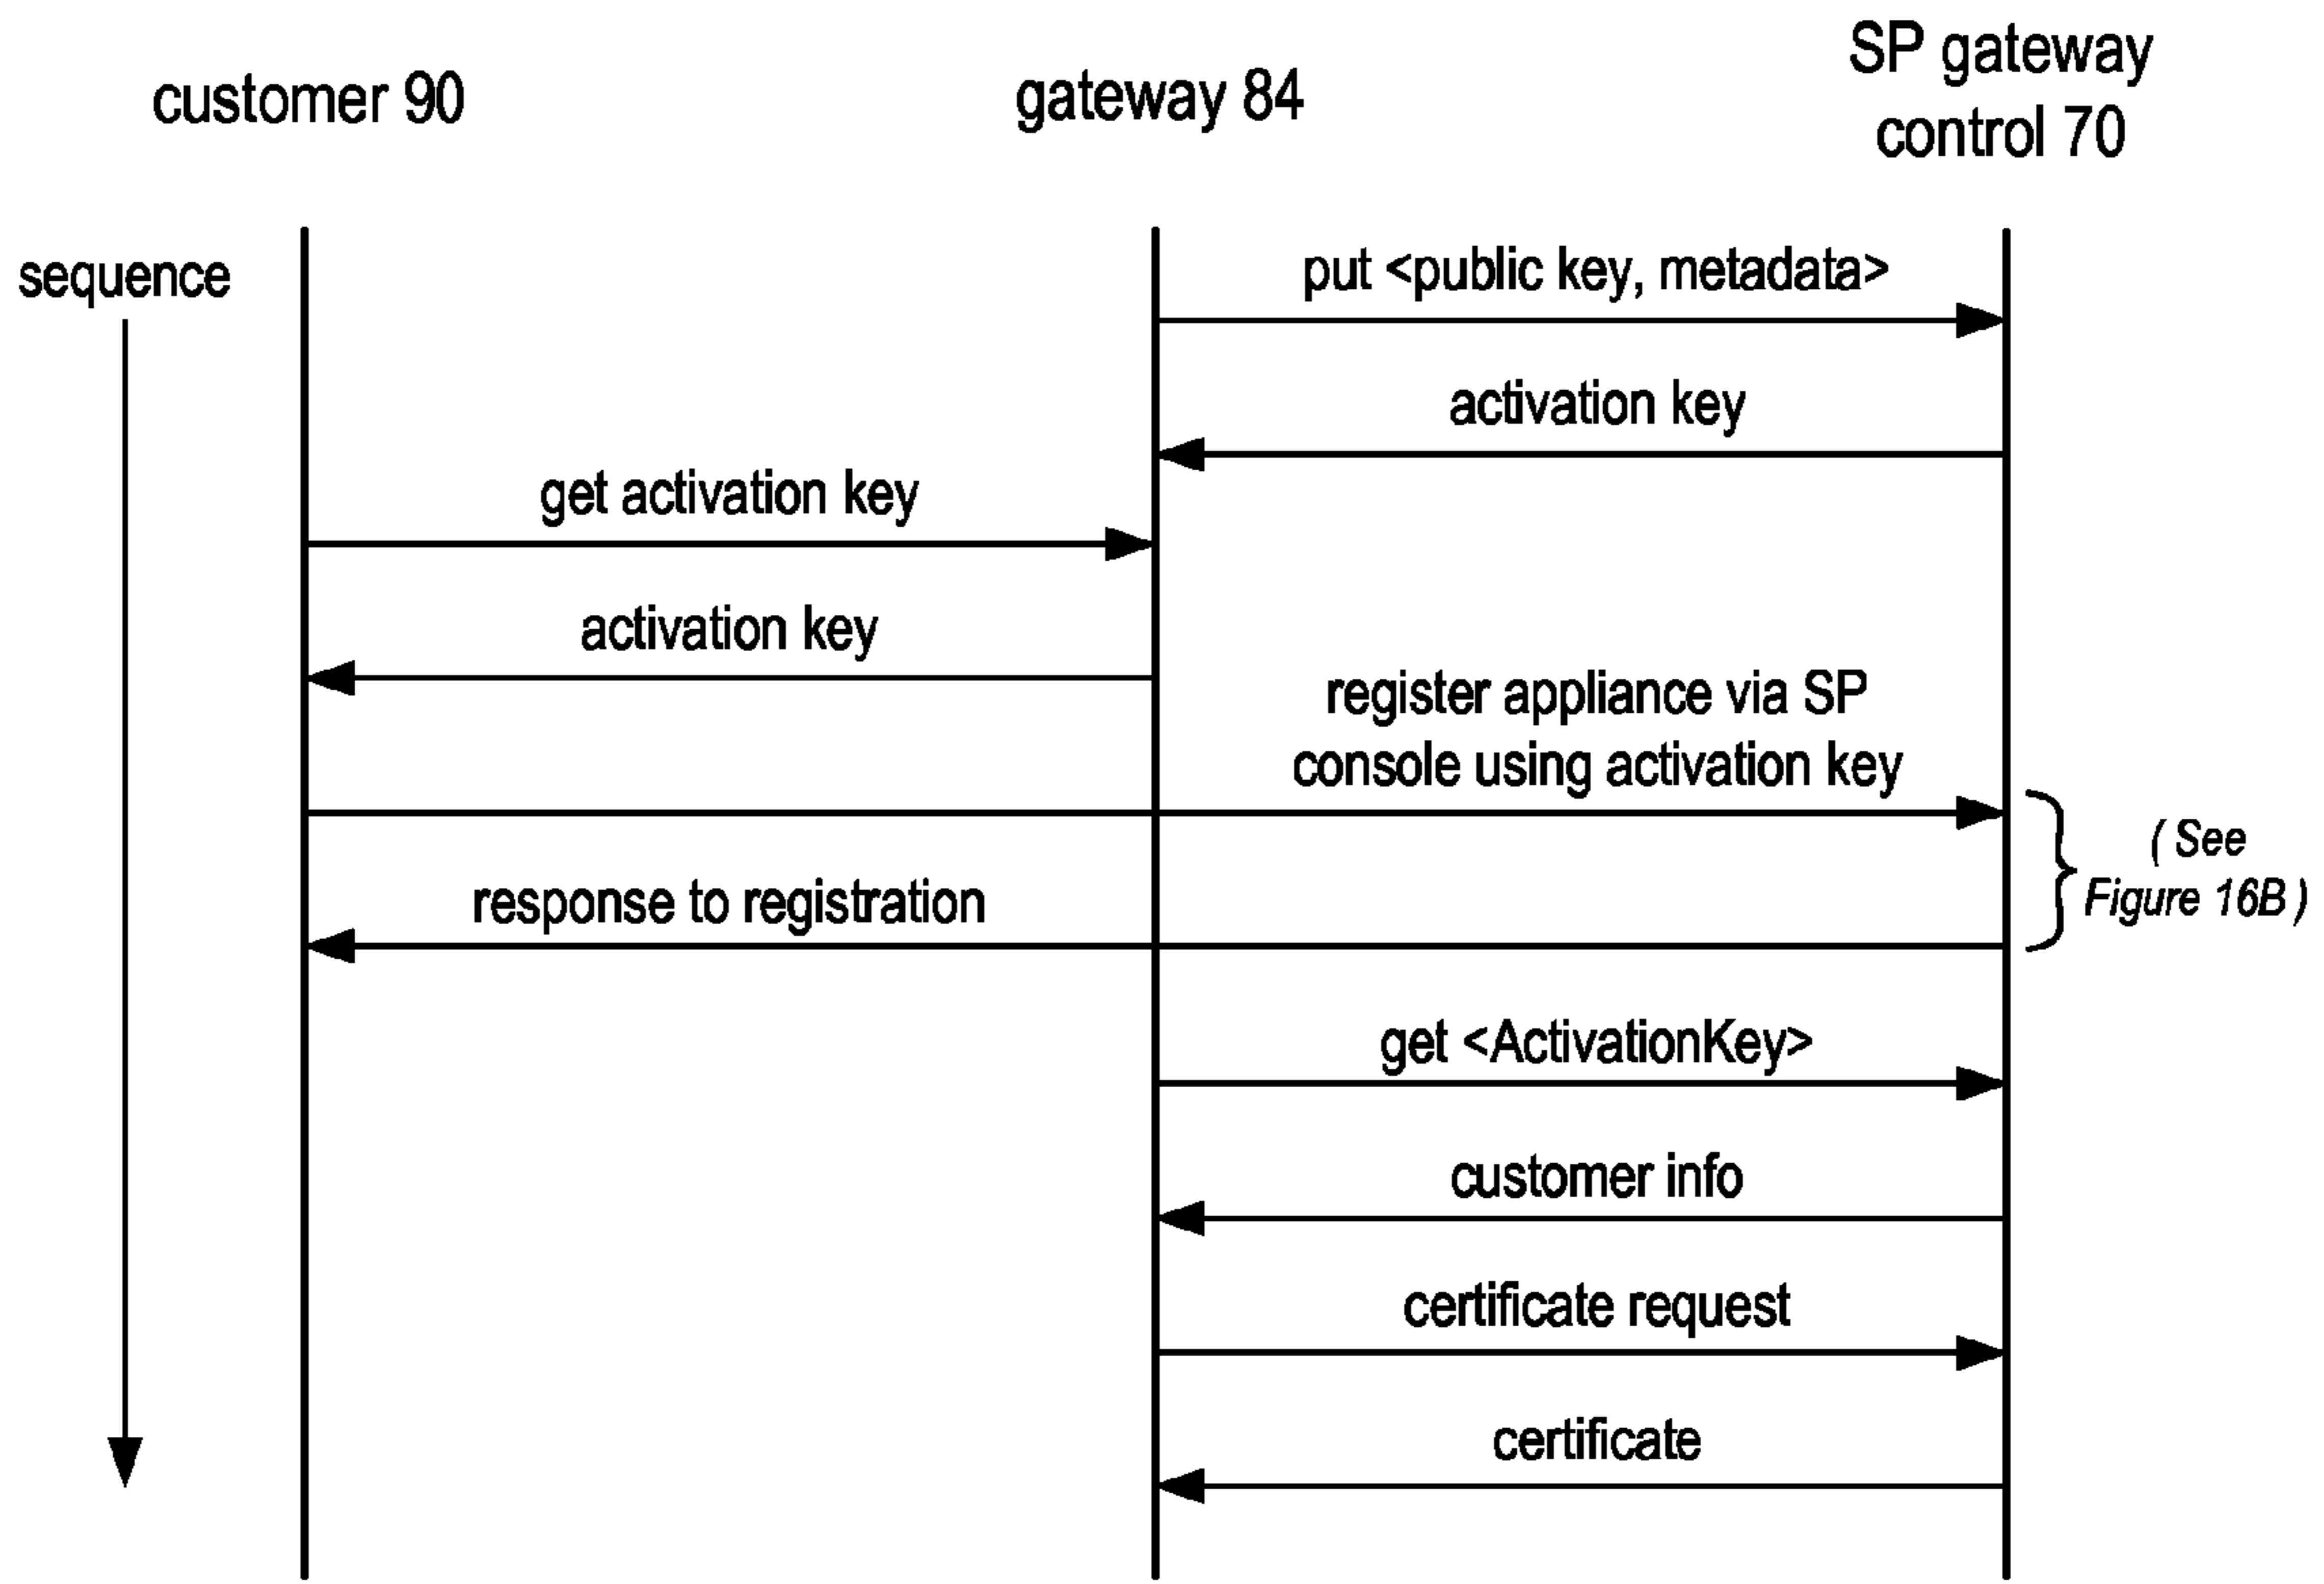 SP gateway
control 70
customer 90
gateway 84
sequence
put <public key, metadata>
activation key
get activation key
activation key
register appliance via SP
console using activation key
( See
Figure 16B )
response to registration
get <ActivationKey>
customer info
certificate request
certificate